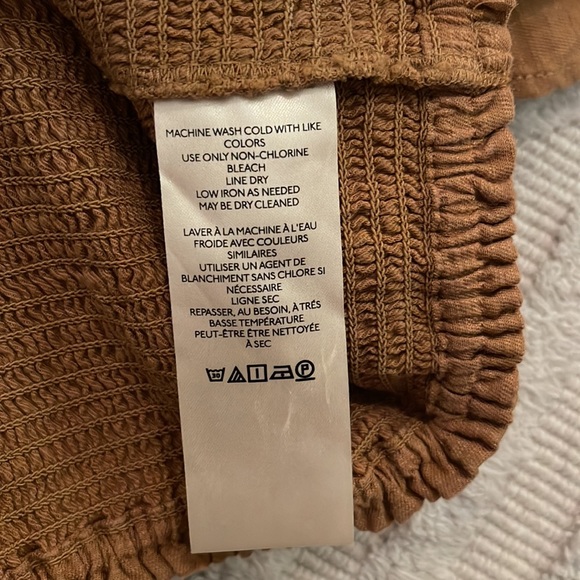 MACHINE WASH COLD WITH LIKE
COLORS
USE ONLY NON-CHLORINE
BLEACH
LINE DRY
LOW IRON AS NEEDED
MAY BE DRY CLEANED
LAVER À LA MACHINE À L'EAU
FROIDE AVEC COULEURS
SIMILAIRES
UTILISER UN AGENT DE
BLANCHIMENT SANS CHLORE SI
NÉCESSAIRE
LIGNE SEC
REPASSER, AU BESOIN, À TRÉS
BASSE TEMPÉRATURE
PEUT-ÊTRE ÊTRE NETTOYÉE
À SEC
30 P